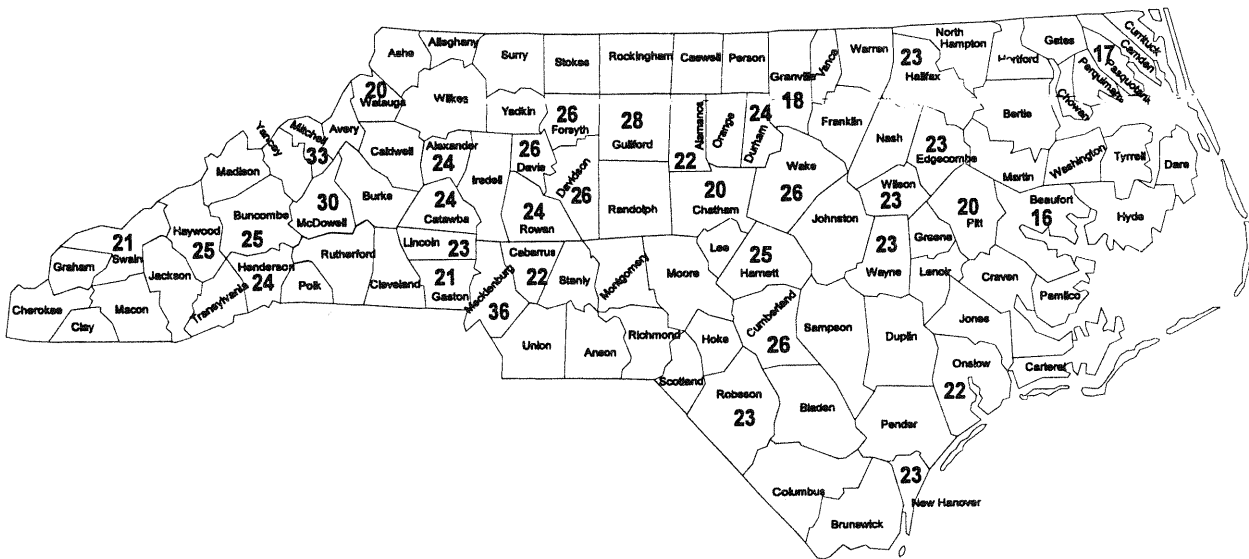 Ashe
Alleghany
Surry
Stokes
Rockingham
Caswell
Person
Granville
18
Vance
Warren
23
Halifax
North
Hampton
Hertford
Gates
17
Currituck
Camden
Pasquotank
Perquimans
Chowan
20
Watauga
Wilkes
Yadkin
26
Forsyth
28
Guilford
Alamance
22
Orange
24
Durham
Franklin
Nash
23
Edgecombe
Bertie
Yancey
Mitchell
33
Avery
Caldwell
Alexander
24
Iredell
26
Davie
Davidson
26
Randolph
20
Chatham
Wake
26
Wilson
23
Martin
Washington
Tyrrell
Dare
Madison
Buncombe
25
30
McDowell
Burke
24
Catawba
24
Rowan
Johnston
Greene
20
Pitt
Beaufort
16
Hyde
21
Swain
Haywood
25
Graham
Jackson
Henderson
24
Transylvania
Rutherford
Polk
Cleveland
Lincoln
23
21
Gaston
Mecklenburg
36
Cabarrus
22
Stanly
Montgomery
Moore
Lee
25
Harnett
23
Wayne
Lenoir
Craven
Pamlico
Cherokee
Clay
Macon
Union
Anson
Richmond
Scotland
Hoke
Cumberland
26
Sampson
Duplin
Jones
Onslow
22
Carteret
Robeson
23
Bladen
Pender
Columbus
Brunswick
23
New Hanover